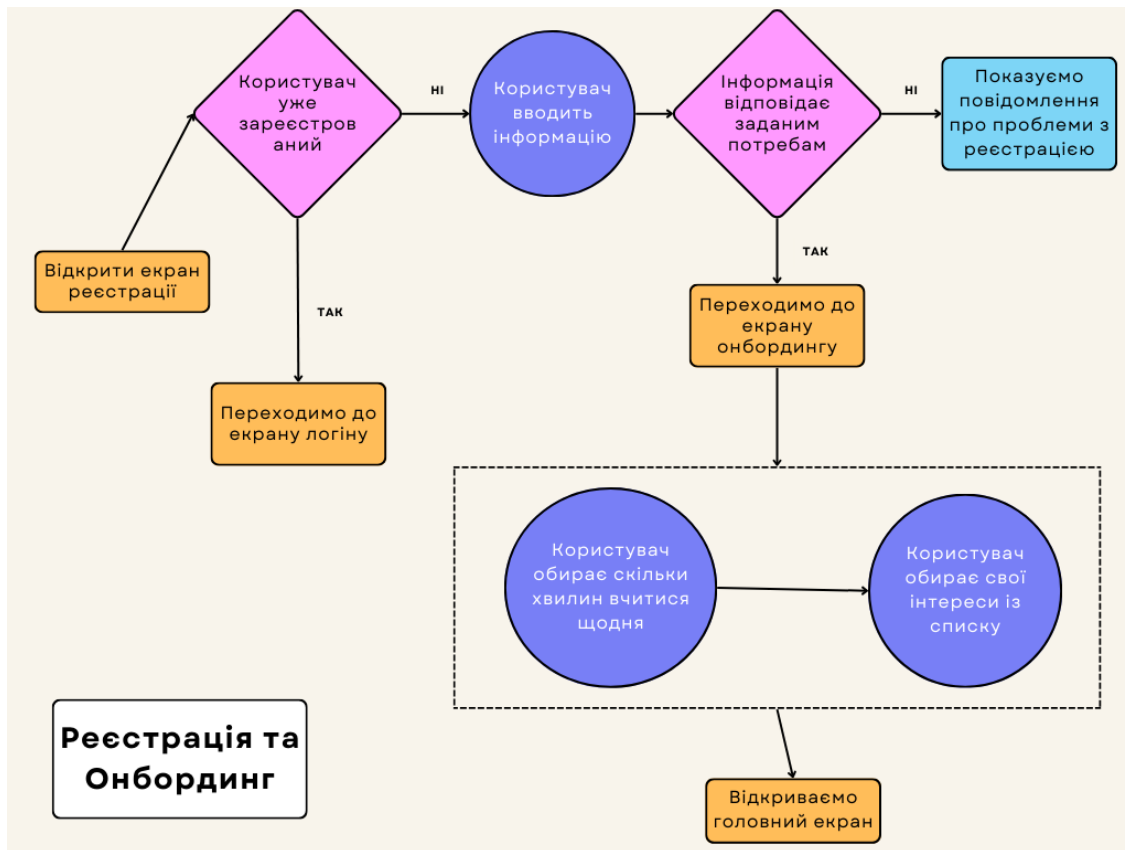 Користувач
уже
зареєстров
аний
НІ
Користувач
вводить
інформацію
Інформація
відповідає
заданим
потребам
НІ
Показуємо
повідомлення
про проблеми з
реєстрацією
Відкрити екран
реєстрації
ТАК
Переходимо до
екрану логіну
ТАК
Переходимо до
екрану
онбордингу
Користувач
обирає скільки
хвилин вчитися
щодня
Користувач
обирає свої
інтереси із
списку
Реєстрація та
Онбординг
Відкриваємо
головний екран